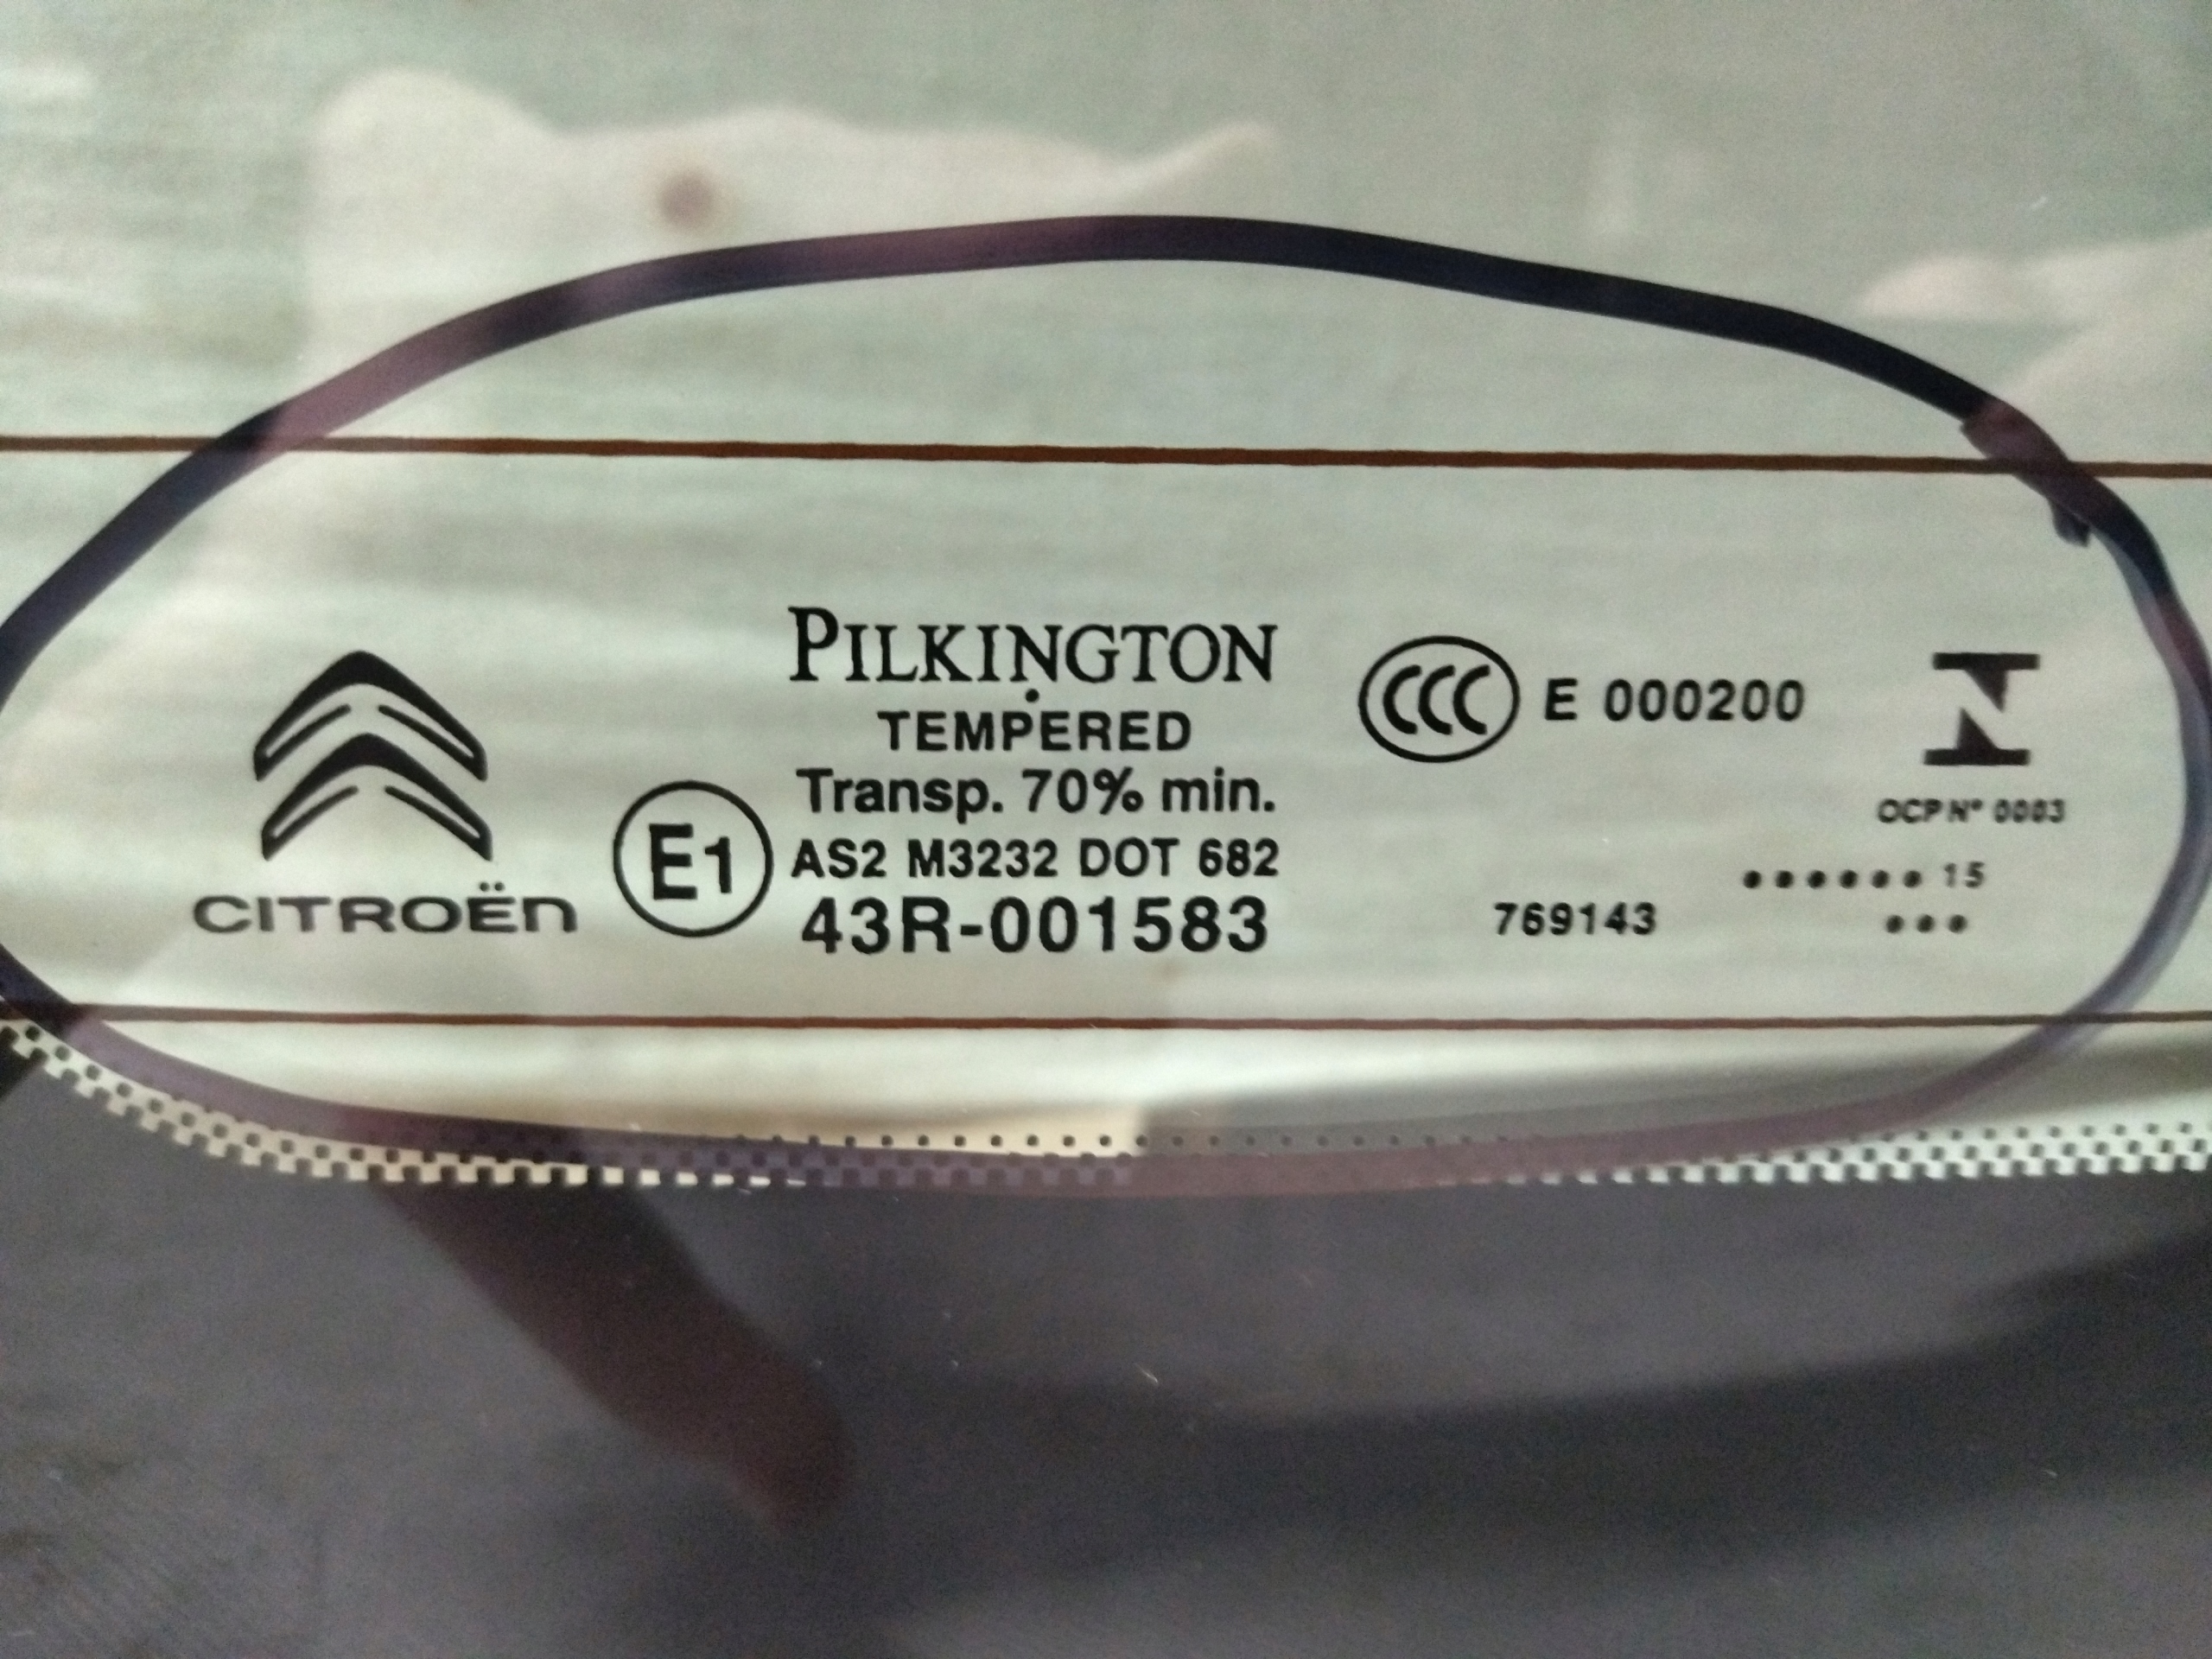 CITROËN
E1
PILKINGTON
TEMPERED
Transp. 70% min.
AS2 M3232 DOT 682
43R-001583
CCC E 000200
OCP Nº 0003
•••••• 15
•••
769143